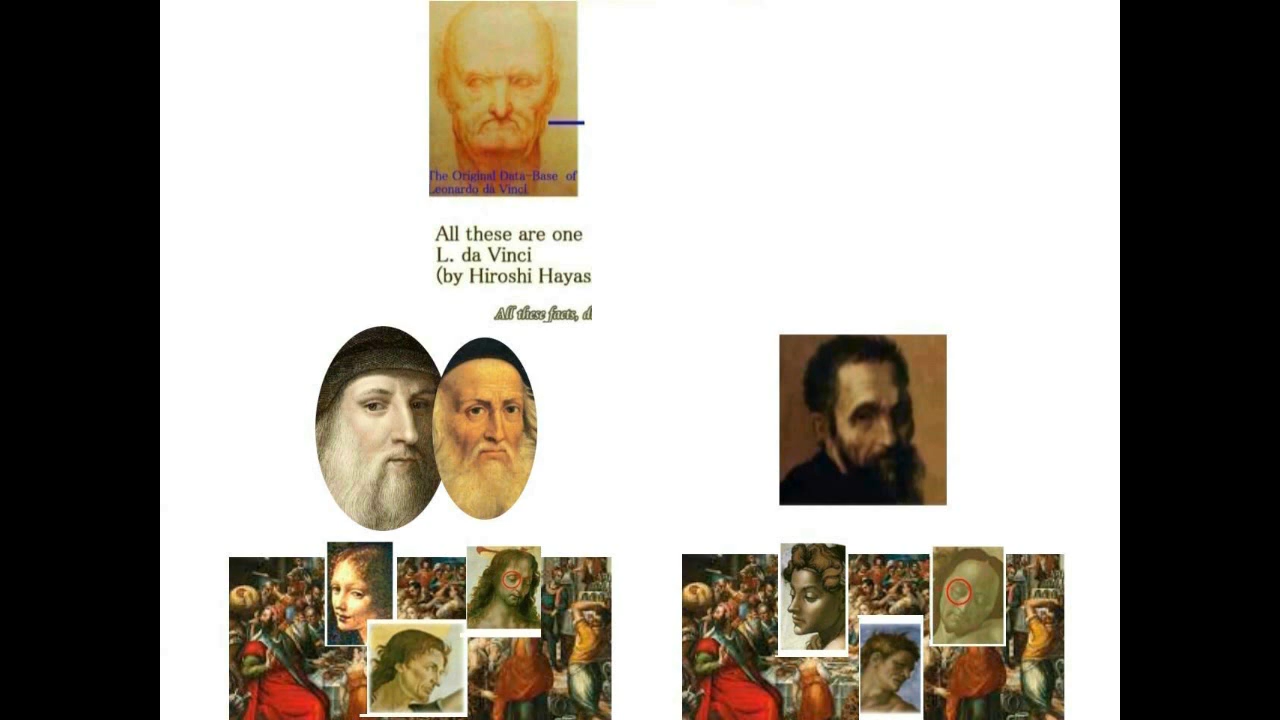 The Original Data-Base of
Leonardo da Vinci
All these are one
L. da Vinci
(by Hiroshi Hayas
All these facts, d